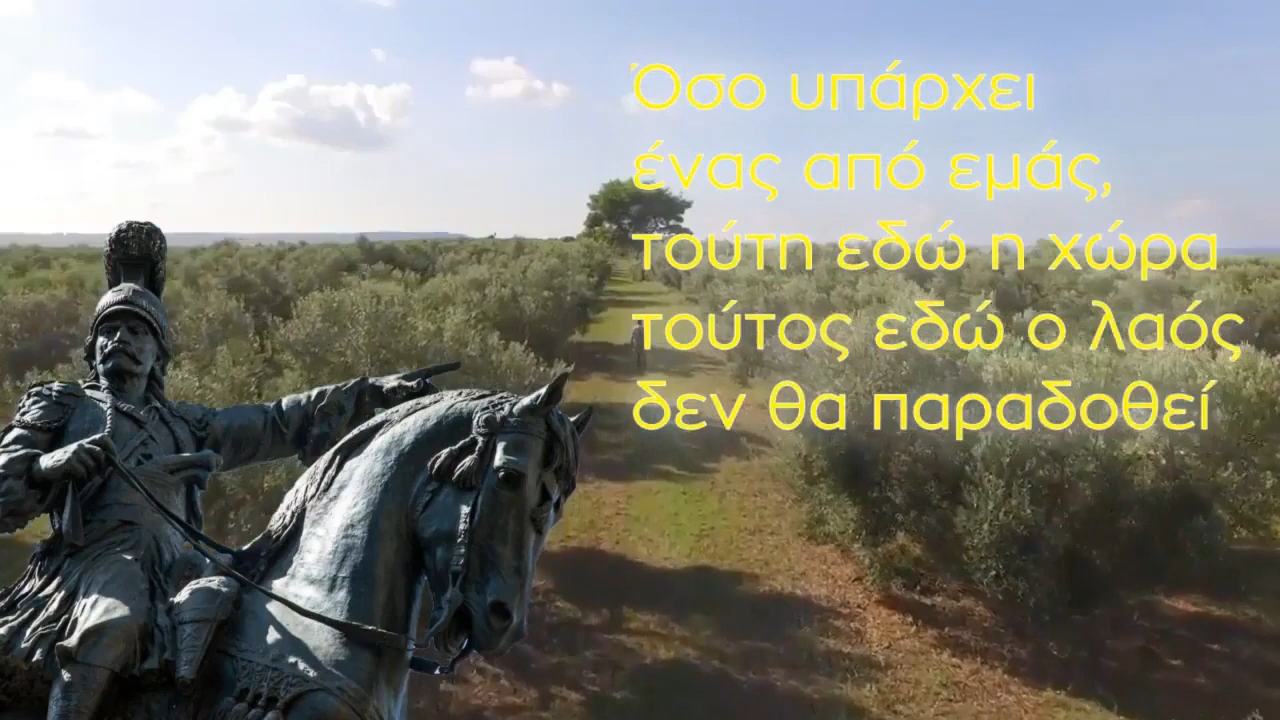 Όσο υπάρχει
ένας από εμάς,
τούτη εδώ η χώρα
τούτος εδώ ο λαός
δεν θα παραδοθεί